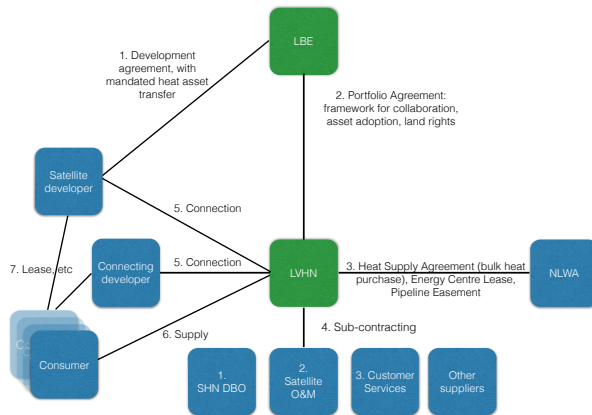 LBE
1. Development
agreement, with
mandated heat asset
transfer
2. Portfolio Agreement:
framework for collaboration,
asset adoption, land rights
Satellite
developer
5. Connection
7. Lease, etc
Connecting
developer
5. Connection
LVHN
3. Heat Supply Agreement (bulk heat
purchase), Energy Centre Lease,
Pipeline Easement
NLWA
6. Supply
4. Sub-contracting
Consumer
1.
SHN DBO
2.
Satellite
O&M
3. Customer
Services
Other
suppliers